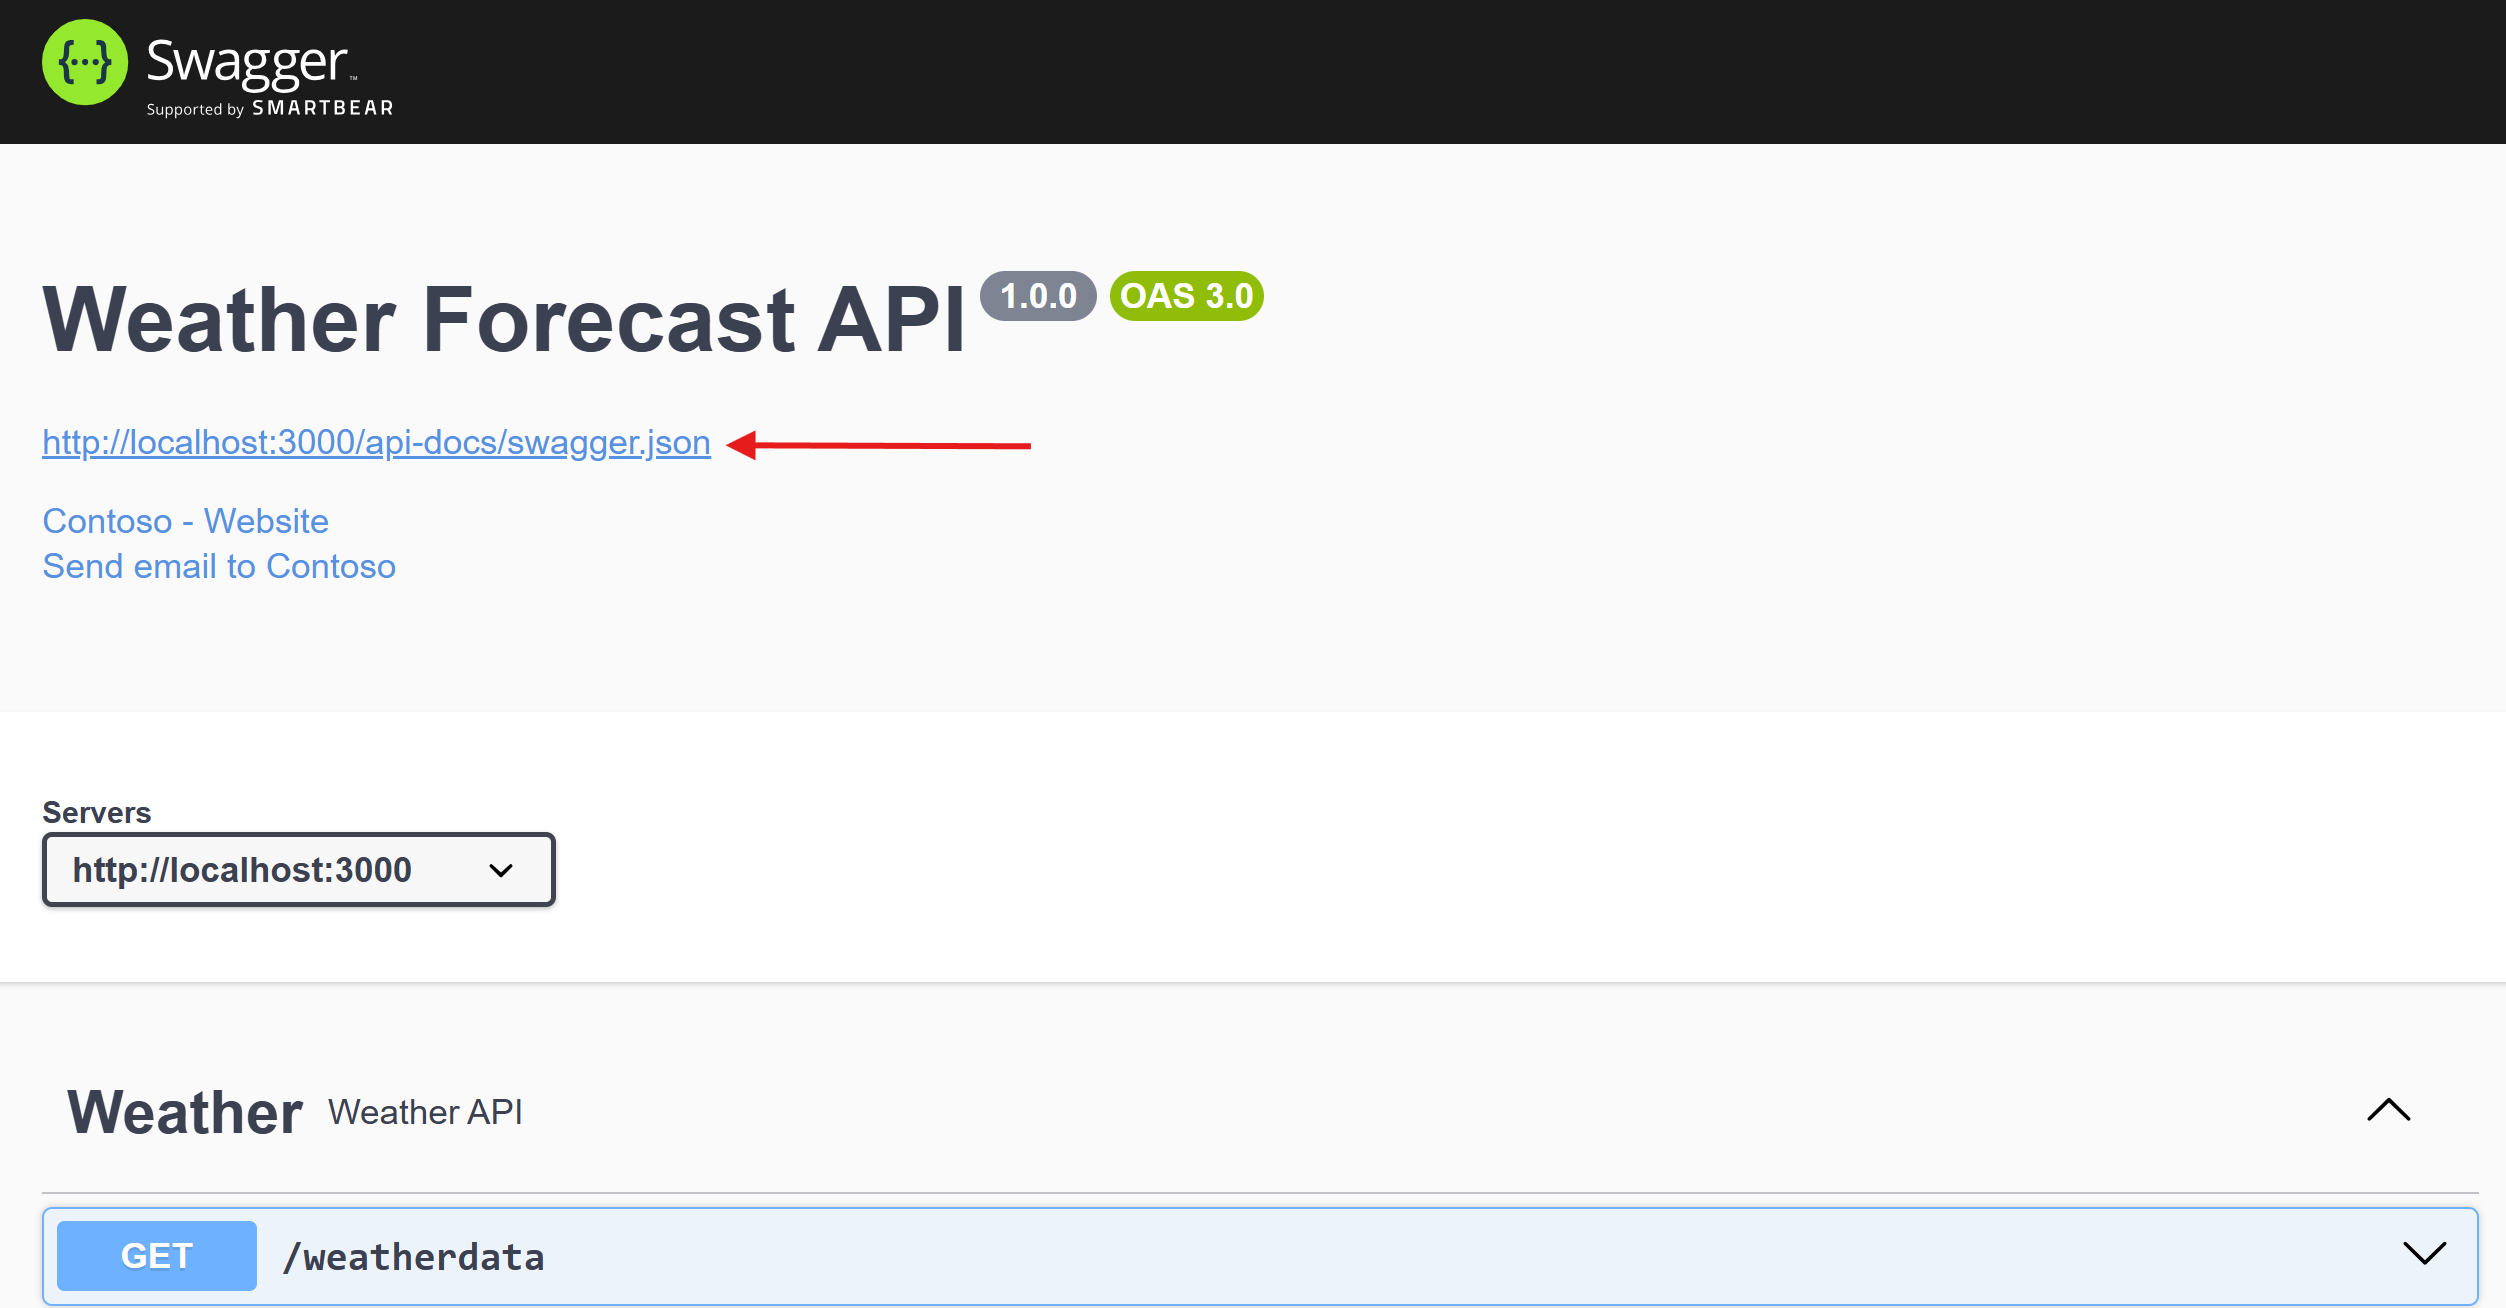 {...} Swagger™
Supported by SMARTBEAR
Weather Forecast API 1.0.0 OAS 3.0
http://localhost:3000/api-docs/swagger.json
Contoso - Website
Send email to Contoso
Servers
http://localhost:3000
Weather Weather API
GET /weatherdata